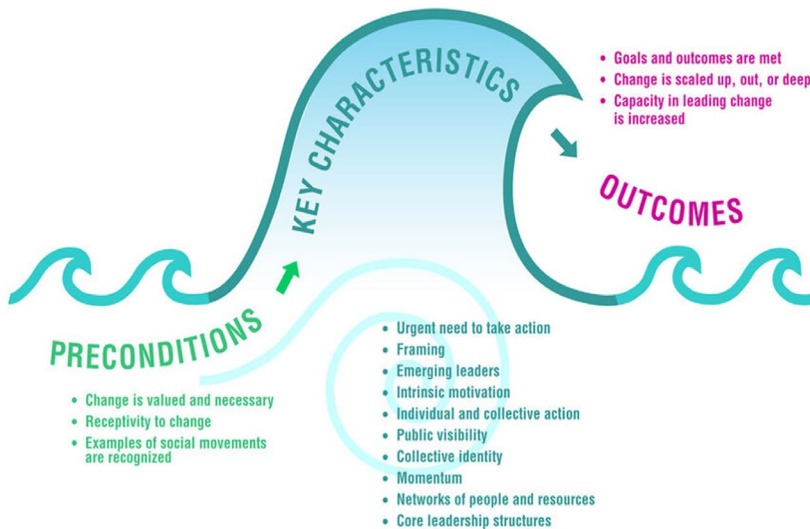 KEY CHARACTERISTICS
• Goals and outcomes are met
• Change is scaled up, out, or deep
• Capacity in leading change
is increased
OUTCOMES
PRECONDITIONS
• Change is valued and necessary
• Receptivity to change
• Examples of social movements
are recognized
• Urgent need to take action
• Framing
• Emerging leaders
• Intrinsic motivation
• Individual and collective action
• Public visibility
• Collective identity
• Momentum
• Networks of people and resources
• Core leadership structures